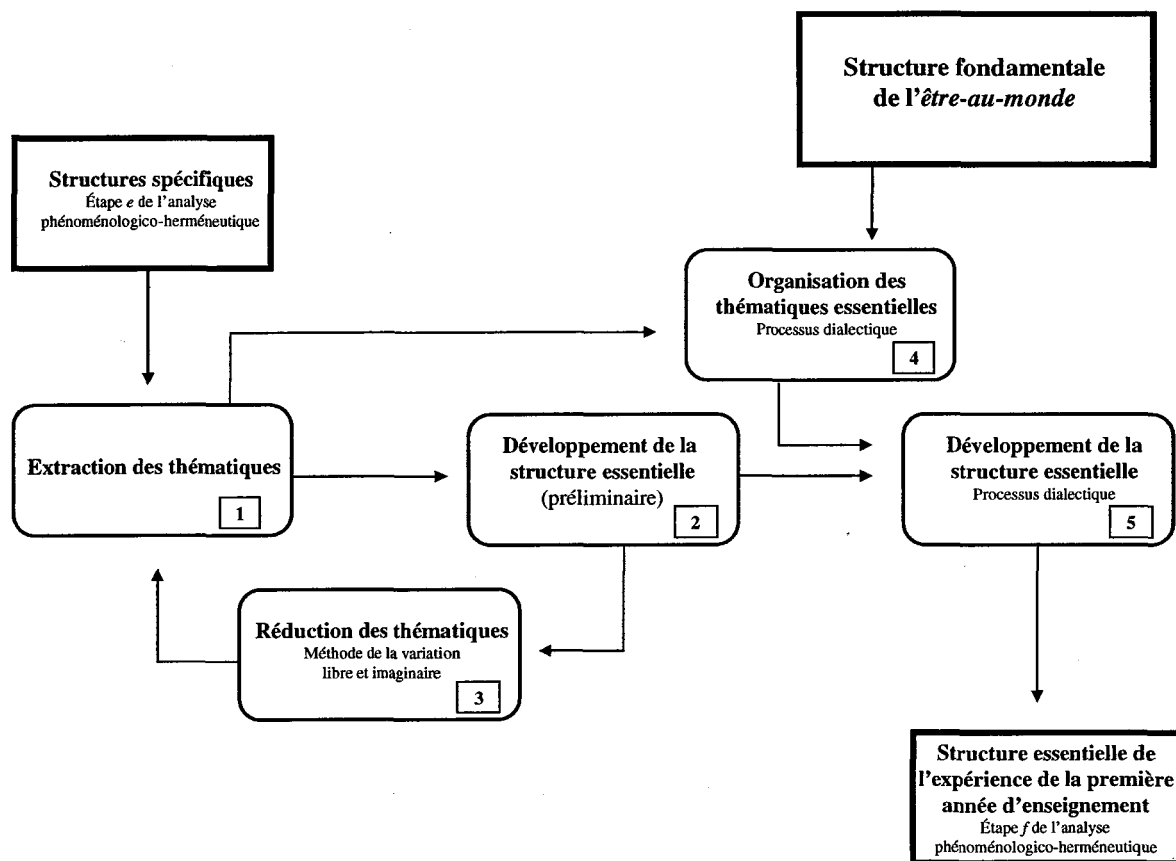 Structure fondamentale
de l'être-au-monde
Structures spécifiques
Étape e de l'analyse
phénoménologico-herméneutique
Organisation des
thématiques essentielles
Processus dialectique
4
Extraction des thématiques
1
Développement de la
structure essentielle
(préliminaire)
2
Développement de la
structure essentielle
Processus dialectique
5
Réduction des thématiques
Méthode de la variation
libre et imaginaire
3
Structure essentielle de
l'expérience de la première
année d'enseignement
Étape f de l'analyse
phénoménologico-herméneutique